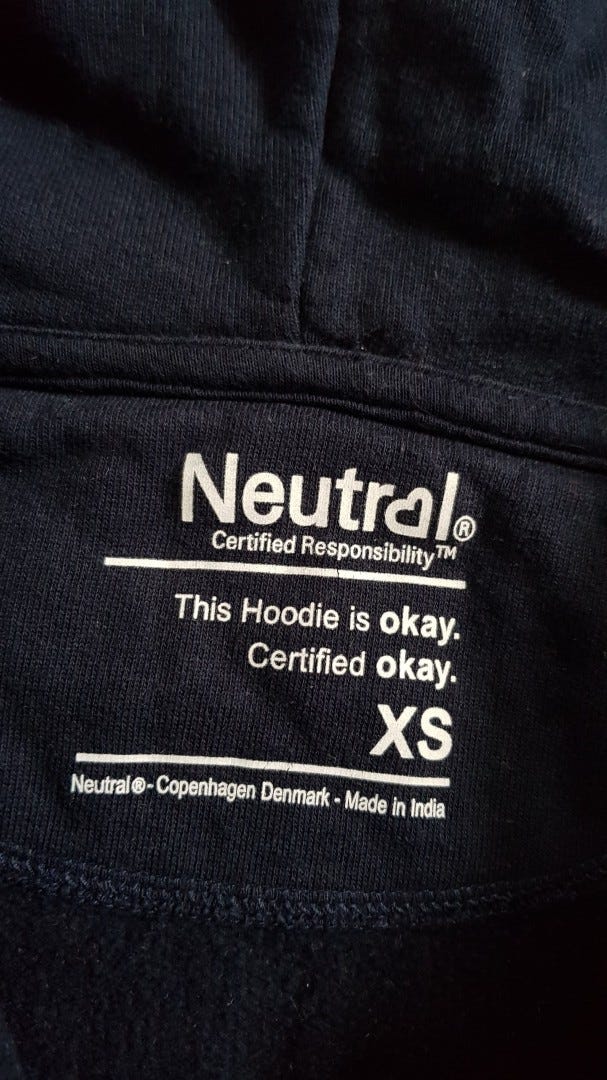 Neutral®
Certified Responsibility™
This Hoodie is okay.
Certified okay.
XS
Neutral®- Copenhagen Denmark - Made in India